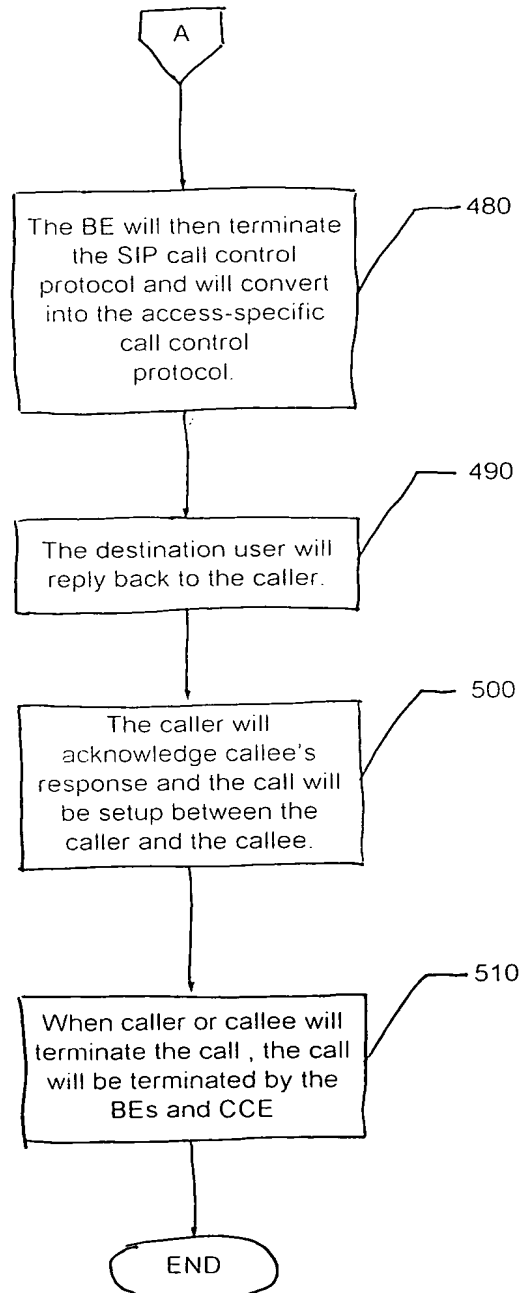 A
The BE will then terminate
the SIP call control
protocol and will convert
into the access-specific
call control
protocol.
480
The destination user will
reply back to the caller.
490
The caller will
acknowledge callee's
response and the call will
be setup between the
caller and the callee.
500
When caller or callee will
terminate the call , the call
will be terminated by the
BEs and CCE
510
END